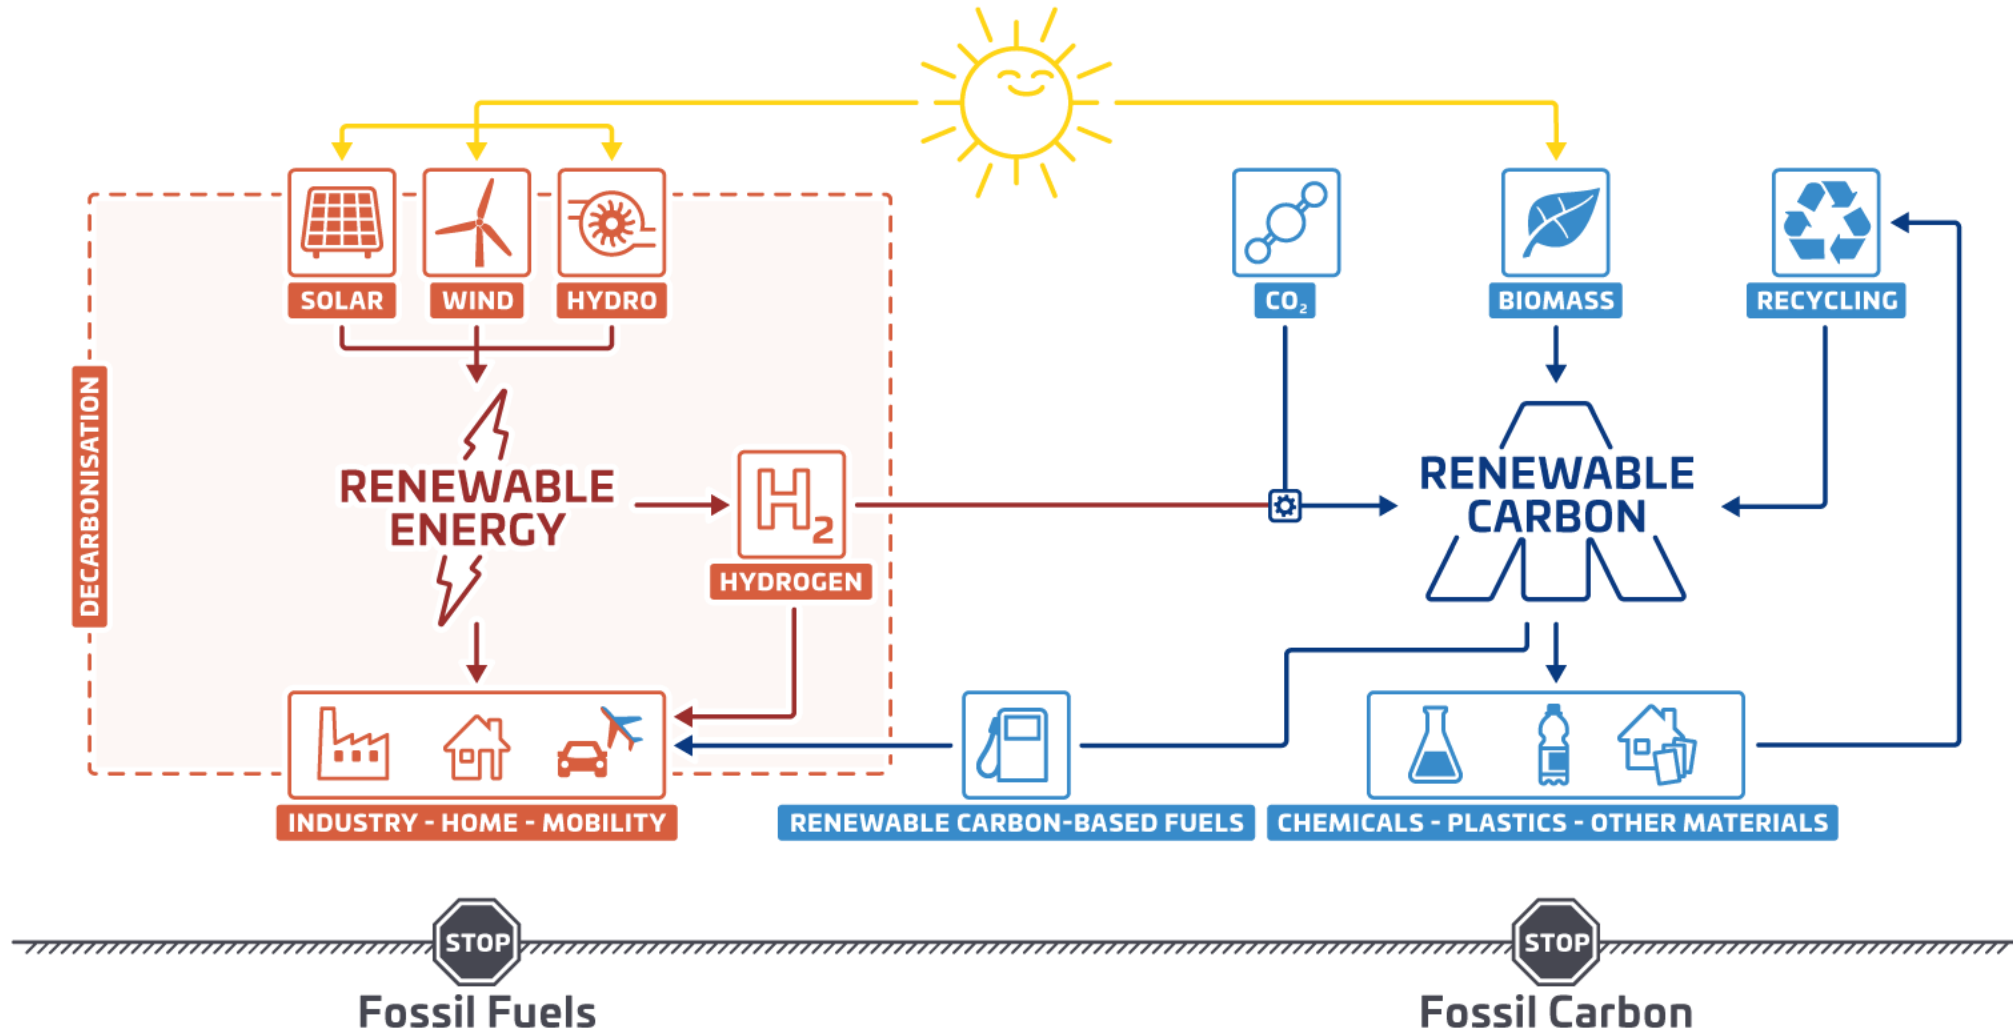 SOLAR
WIND
HYDRO
CO₂
BIOMASS
RECYCLING
DECARBONISATION
RENEWABLE
ENERGY
H₂
HYDROGEN
RENEWABLE
CARBON
INDUSTRY - HOME - MOBILITY
RENEWABLE CARBON-BASED FUELS
CHEMICALS - PLASTICS - OTHER MATERIALS
STOP
Fossil Fuels
STOP
Fossil Carbon